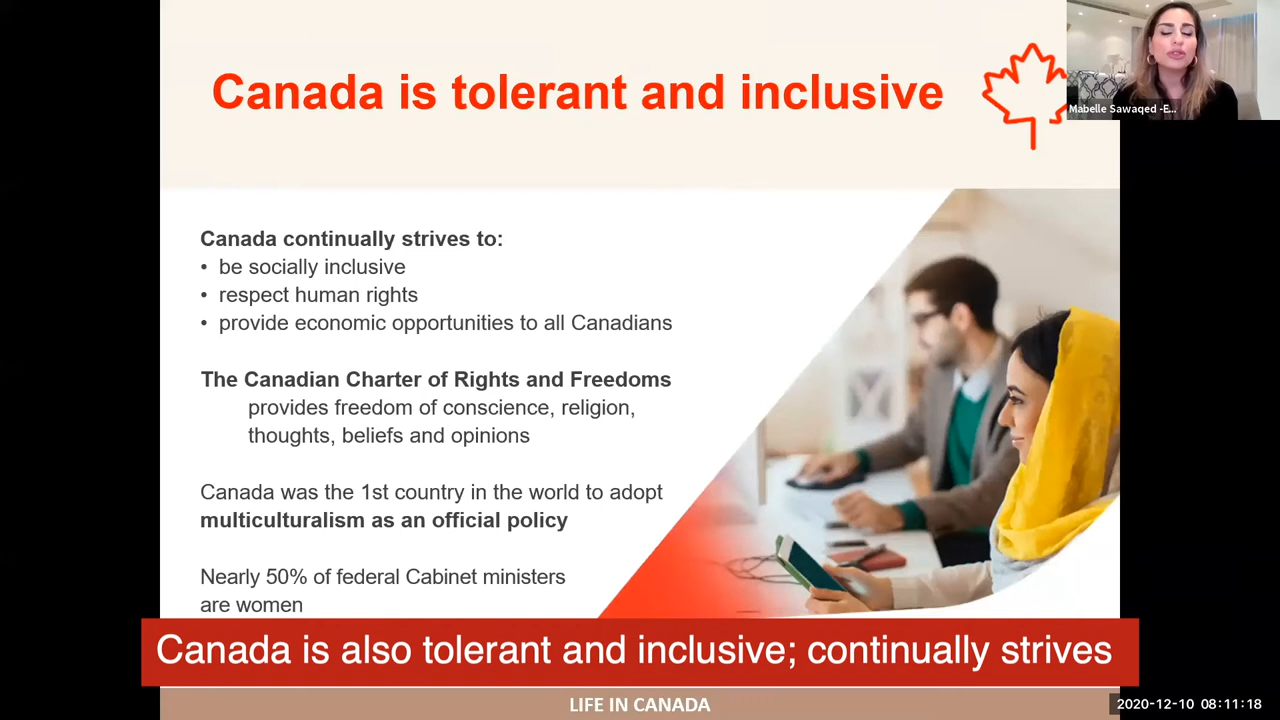 Canada is tolerant and inclusive
Mabelle Sawaqed -E...
Canada continually strives to:
• be socially inclusive
• respect human rights
• provide economic opportunities to all Canadians
The Canadian Charter of Rights and Freedoms
provides freedom of conscience, religion,
thoughts, beliefs and opinions
Canada was the 1st country in the world to adopt
multiculturalism as an official policy
Nearly 50% of federal Cabinet ministers
are women
Canada is also tolerant and inclusive; continually strives
LIFE IN CANADA
2020-12-10 08:11:18